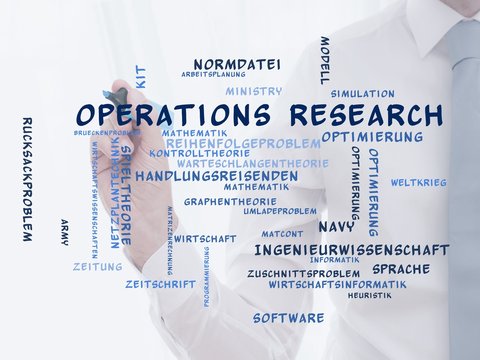 NORMDATEI
ARBEITSPLANUNG
MODELL
KIT
MINISTRY
SIMULATION
OPERATIONS RESEARCH
BRUECKENPROBLEM
MATHEMATIK
OPTIMIERUNG
REIHENFOLGEPROBLEM
KONTROLLTHEORIE
WARTESCHLANGENTHEORIE
HANDLUNGSREISENDEN
MATHEMATIK
WELTKRIEG
RUCKSACKPROBLEM
WIRTSCHAFTSWISSENSCHAFTEN
NETZPLANTECHNIK
SPIELTHEORIE
OPTIMIERUNG
OPTIMIERUNG
GRAPHENTHEORIE
UMLADEPROBLEM
ARMY
MATRIZENRECHNUNG
WIRTSCHAFT
MATCONT
NAVY
INGENIEURWISSENSCHAFT
INFORMATIK
ZEITUNG
ZUSCHNITTSPROBLEM
SPRACHE
ZEITSCHRIFT
PROGRAMMIERUNG
WIRTSCHAFTSINFORMATIK
HEURISTIK
SOFTWARE